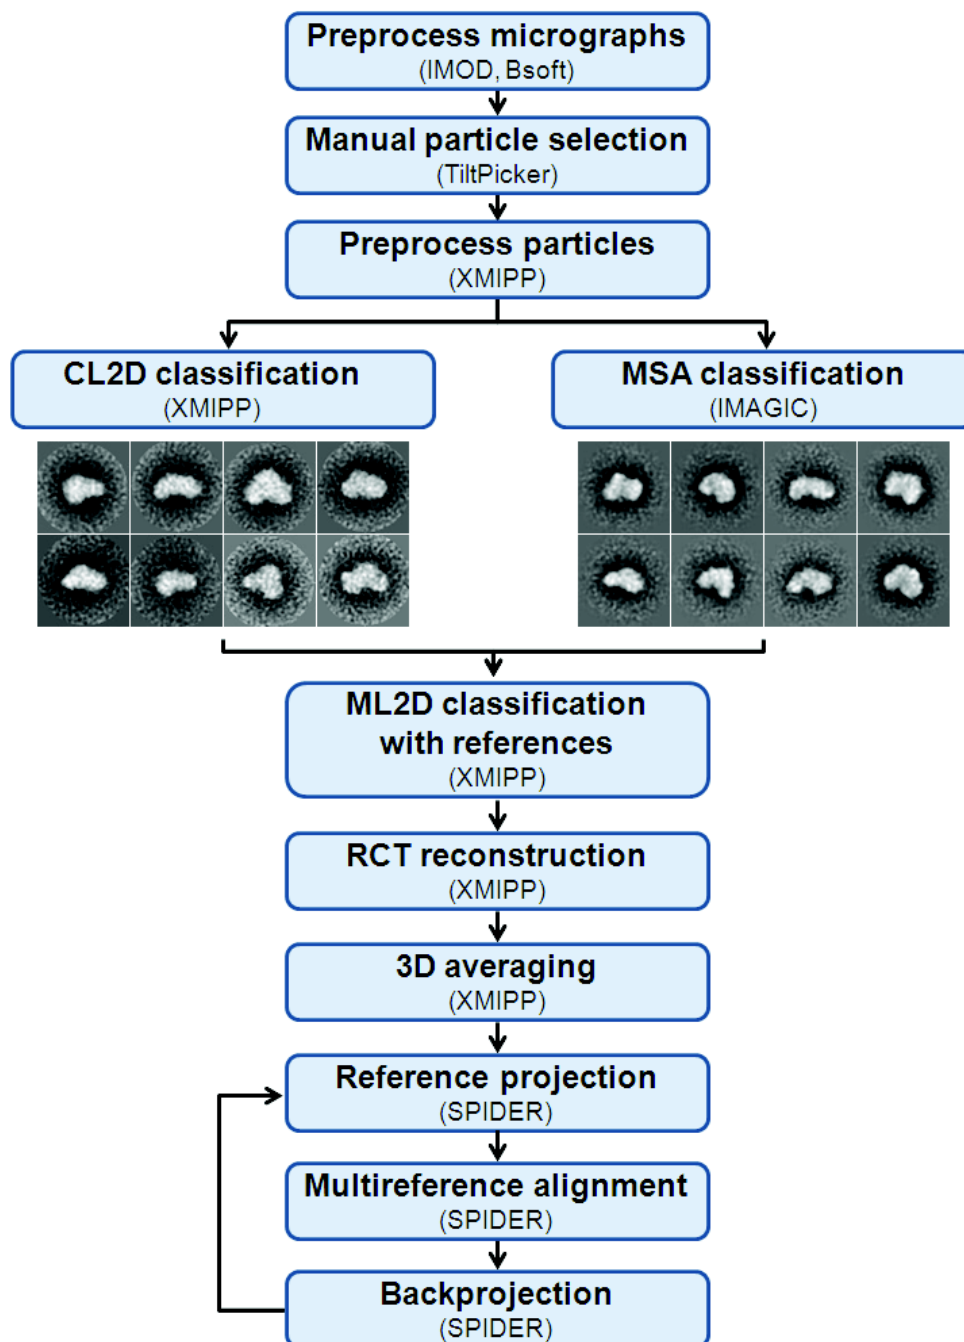 Preprocess micrographs
(IMOD, Bsoft)
Manual particle selection
(TiltPicker)
Preprocess particles
(XMIPP)
CL2D classification
(XMIPP)
MSA classification
(IMAGIC)
ML2D classification
with references
(XMIPP)
RCT reconstruction
(XMIPP)
3D averaging
(XMIPP)
Reference projection
(SPIDER)
Multireference alignment
(SPIDER)
Backprojection
(SPIDER)